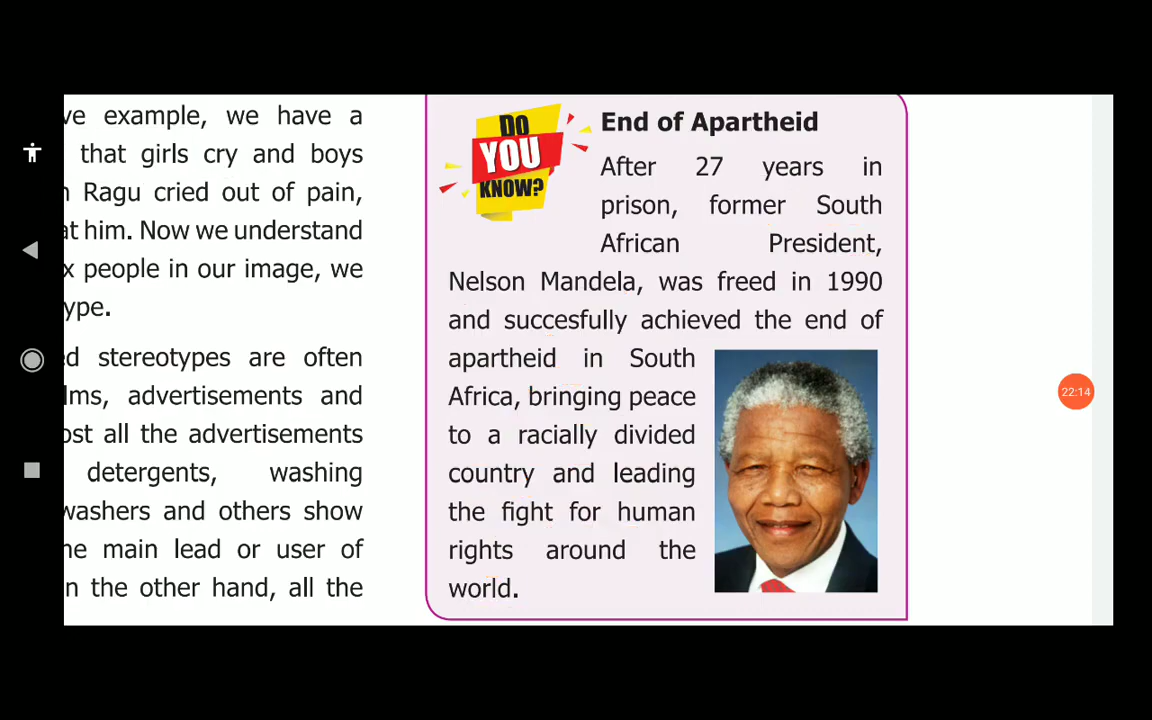 ve example, we have a
that girls cry and boys
Ragu cried out of pain,
at him. Now we understand
people in our image, we
ype.
ed stereotypes are often
lms, advertisements and
ost all the advertisements
detergents, washing
washers and others show
he main lead or user of
n the other hand, all the
DO
YOU
KNOW?
End of Apartheid
After 27 years in
prison, former South
African President,
Nelson Mandela, was freed in 1990
and succesfully achieved the end of
apartheid in South
Africa, bringing peace
to a racially divided
country and leading
the fight for human
rights around the
world.
22:14